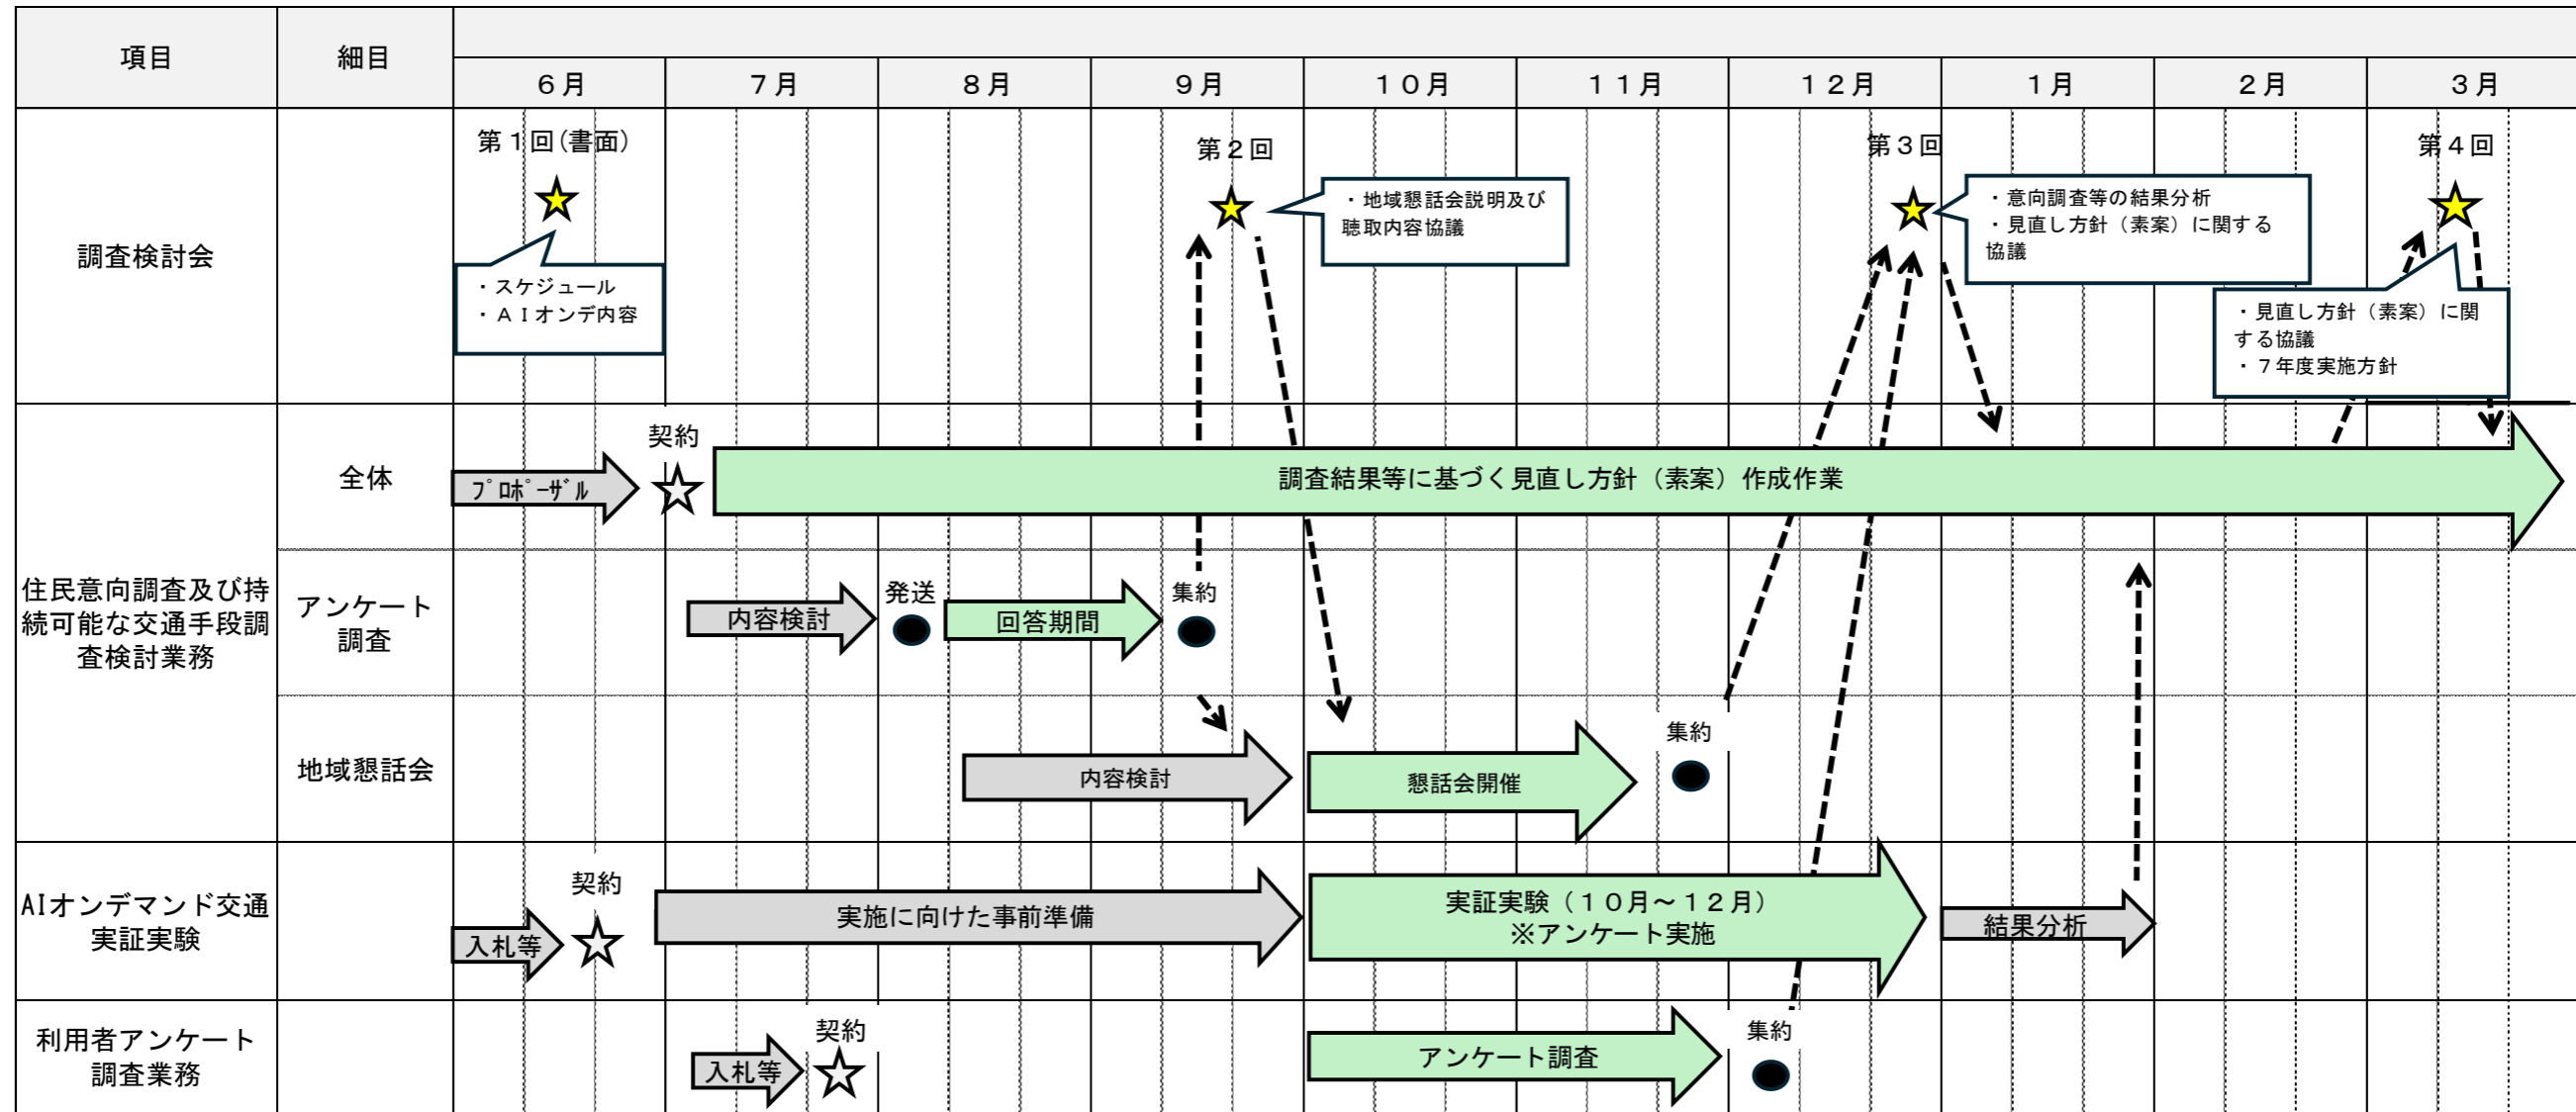 項目
細目
６月
７月
８月
９月
１０月
１１月
１２月
１月
２月
３月
調査検討会
第１回(書面)
・スケジュール
・ＡＩオンデ内容
第２回
・地域懇話会説明及び
聴取内容協議
第３回
・意向調査等の結果分析
・見直し方針（素案）に関する
協議
第４回
・見直し方針（素案）に関
する協議
・７年度実施方針
住民意向調査及び持
続可能な交通手段調
査検討業務
全体
ﾌﾟﾛﾎﾟｰｻﾞﾙ
契約
調査結果等に基づく見直し方針（素案）作成作業
アンケート
調査
内容検討
発送
回答期間
集約
地域懇話会
内容検討
懇話会開催
集約
AIオンデマンド交通
実証実験
入札等
契約
実施に向けた事前準備
実証実験（１０月～１２月）
※アンケート実施
結果分析
利用者アンケート
調査業務
入札等
契約
アンケート調査
集約